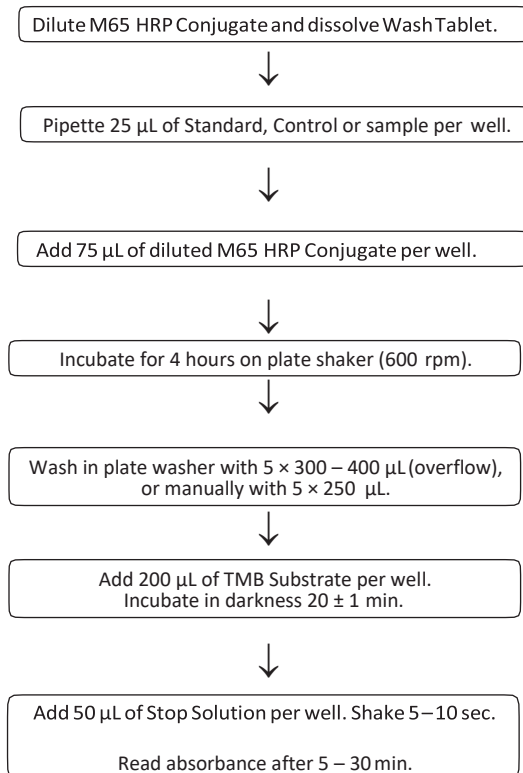 Dilute M65 HRP Conjugate and dissolve Wash Tablet.
↓
Pipette 25 µL of Standard, Control or sample per well.
↓
Add 75 µL of diluted M65 HRP Conjugate per well.
↓
Incubate for 4 hours on plate shaker (600 rpm).
↓
Wash in plate washer with 5 × 300 – 400 µL (overflow),
or manually with 5 × 250 µL.
↓
Add 200 µL of TMB Substrate per well.
Incubate in darkness 20 ± 1 min.
↓
Add 50 µL of Stop Solution per well. Shake 5–10 sec.
Read absorbance after 5 – 30 min.